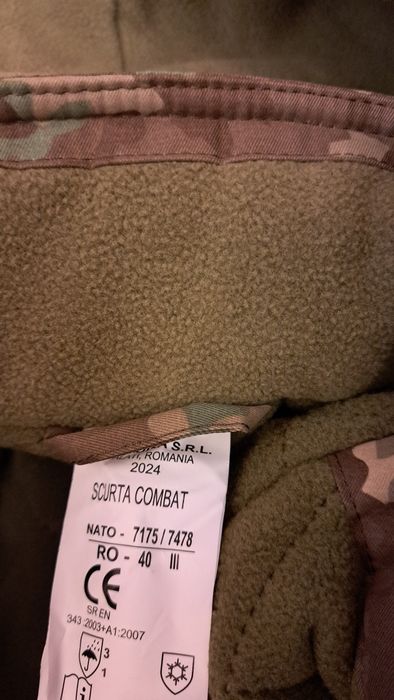 S.R.L.
ROMANIA
2024
SCURTA COMBAT
NATO - 7175 / 7478
RO - 40 III
CE
SR EN
343:2003+A1:2007
3
1
i